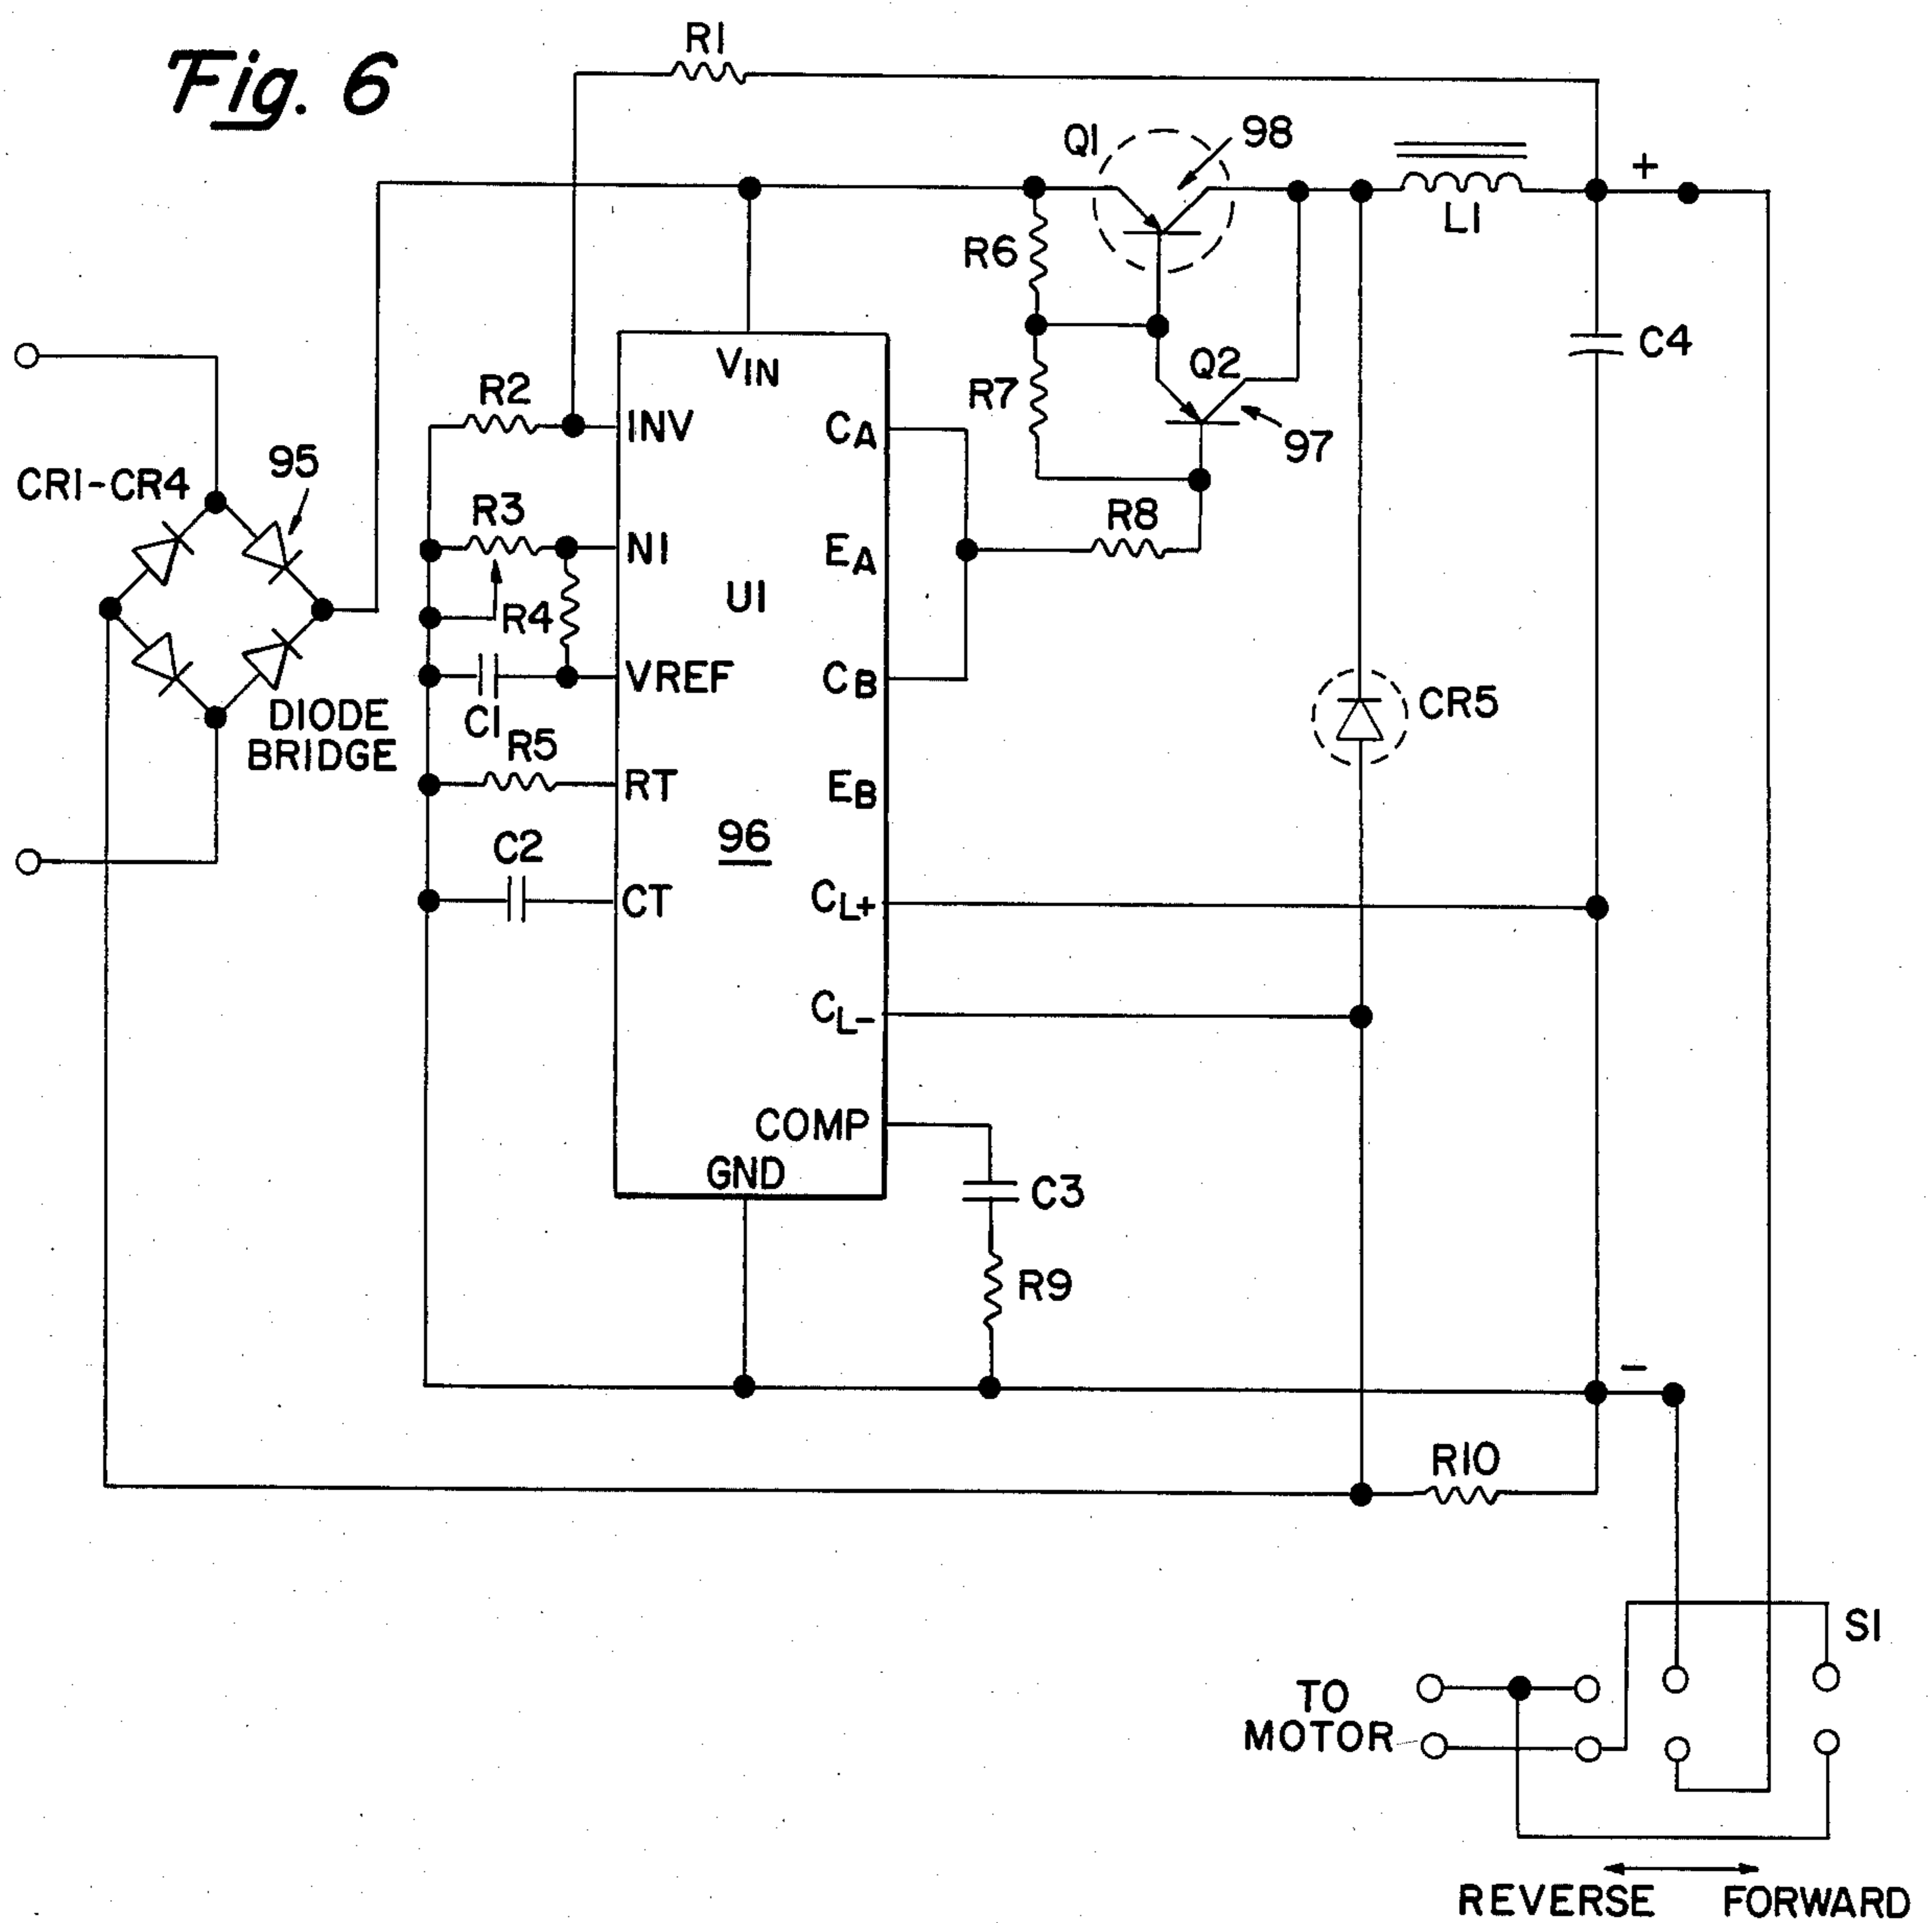 Fig. 6
R1
Q1
98
+
L1
R6
C4
VIN
Q2
R2
R7
INV
CA
97
CR1-CR4
95
R3
R8
NI
EA
U1
R4
VREF
CB
CR5
DIODE
BRIDGE
C1
R5
RT
EB
96
C2
CT
CL+
CL-
COMP
GND
C3
R9
-
R10
S1
TO
MOTOR
REVERSE
FORWARD